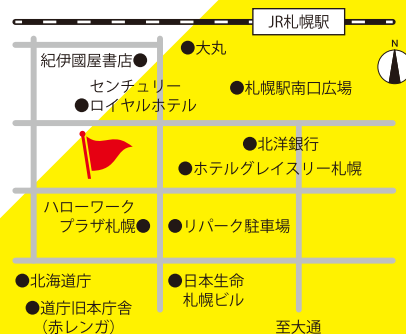 JR札幌駅
N
●大丸
紀伊國屋書店●
センチュリー
●ロイヤルホテル
●札幌駅南口広場
●北洋銀行
●ホテルグレイスリー札幌
ハローワーク
プラザ札幌●
●リパーク駐車場
●北海道庁
●日本生命
札幌ビル
●道庁旧本庁舎
(赤レンガ)
至大通